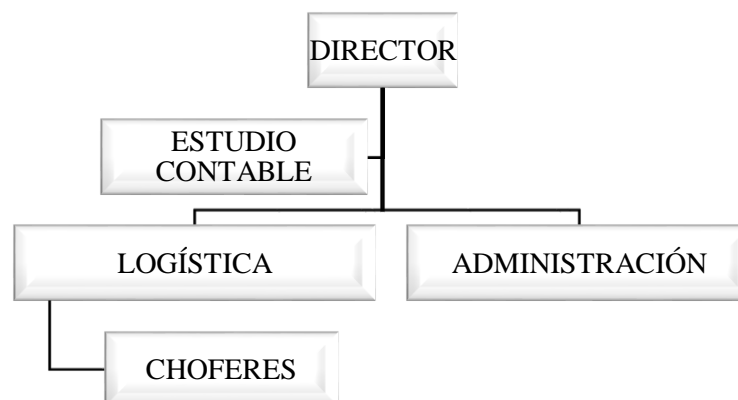 DIRECTOR
ESTUDIO
CONTABLE
LOGÍSTICA
ADMINISTRACIÓN
CHOFERES